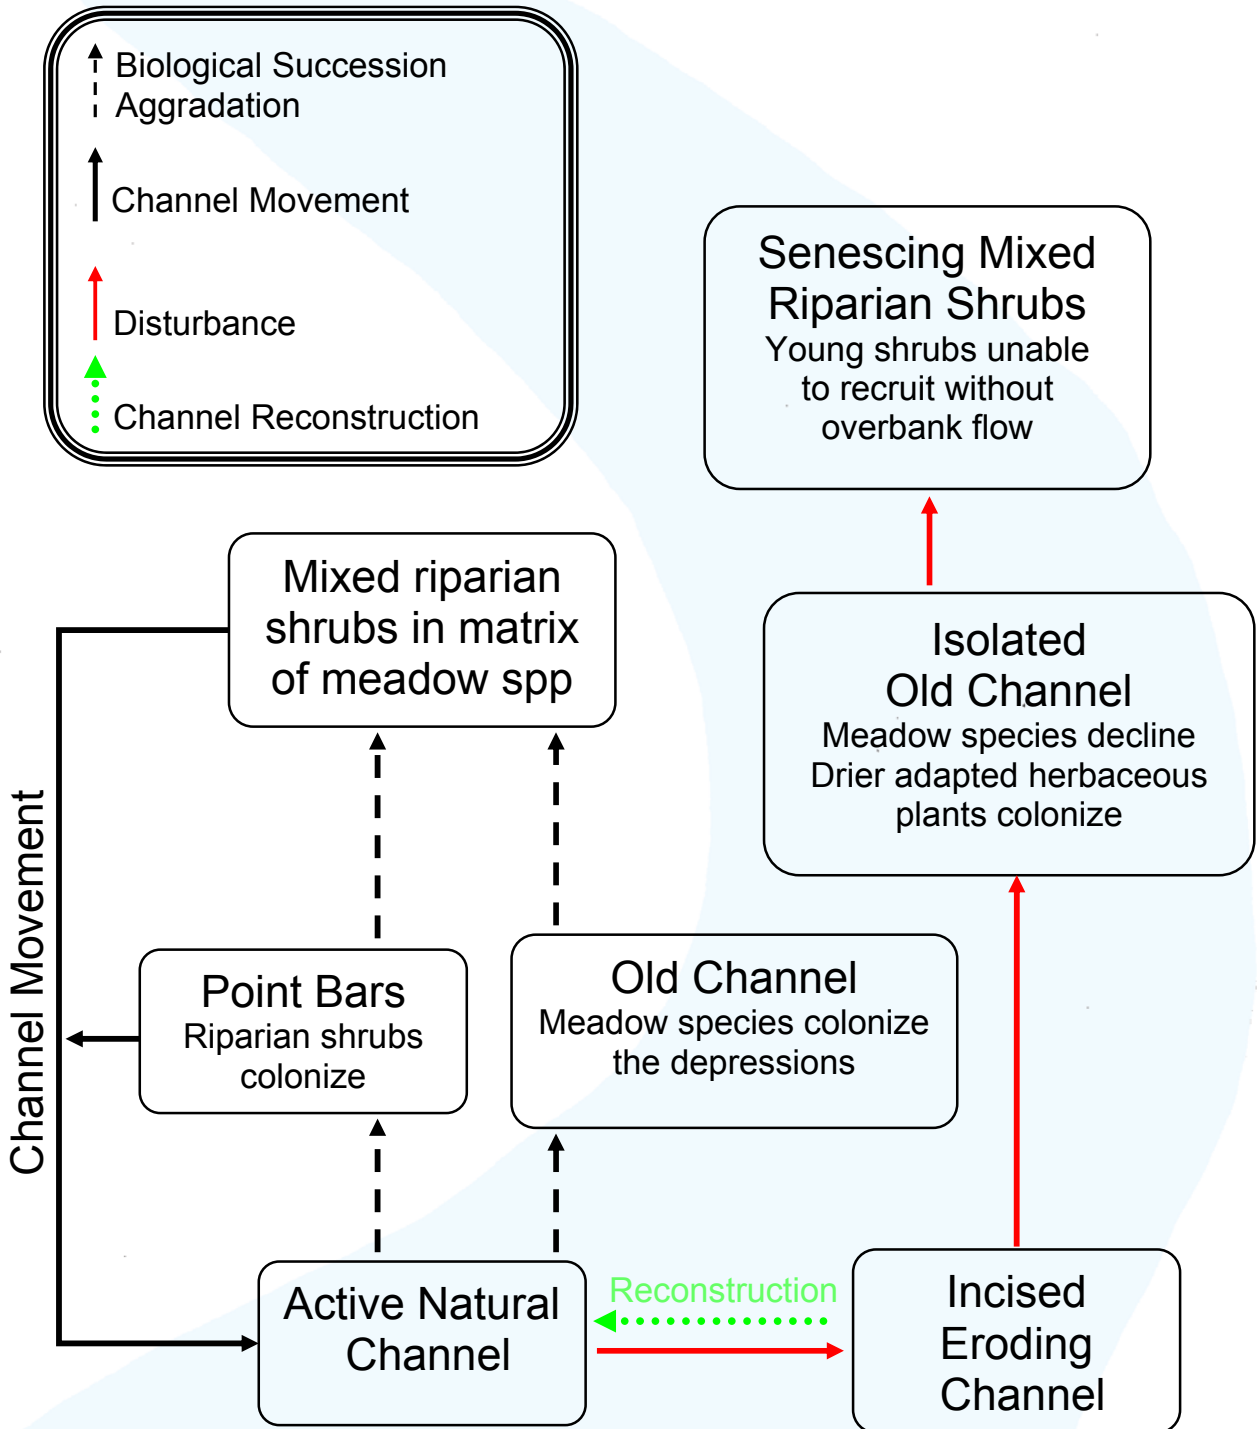 Biological Succession
Aggradation
Channel Movement
Disturbance
Channel Reconstruction
Senescing Mixed
Riparian Shrubs
Young shrubs unable
to recruit without
overbank flow
Mixed riparian
shrubs in matrix
of meadow spp
Isolated
Old Channel
Meadow species decline
Drier adapted herbaceous
plants colonize
Channel Movement
Point Bars
Riparian shrubs
colonize
Old Channel
Meadow species colonize
the depressions
Active Natural
Channel
Reconstruction
Incised
Eroding
Channel